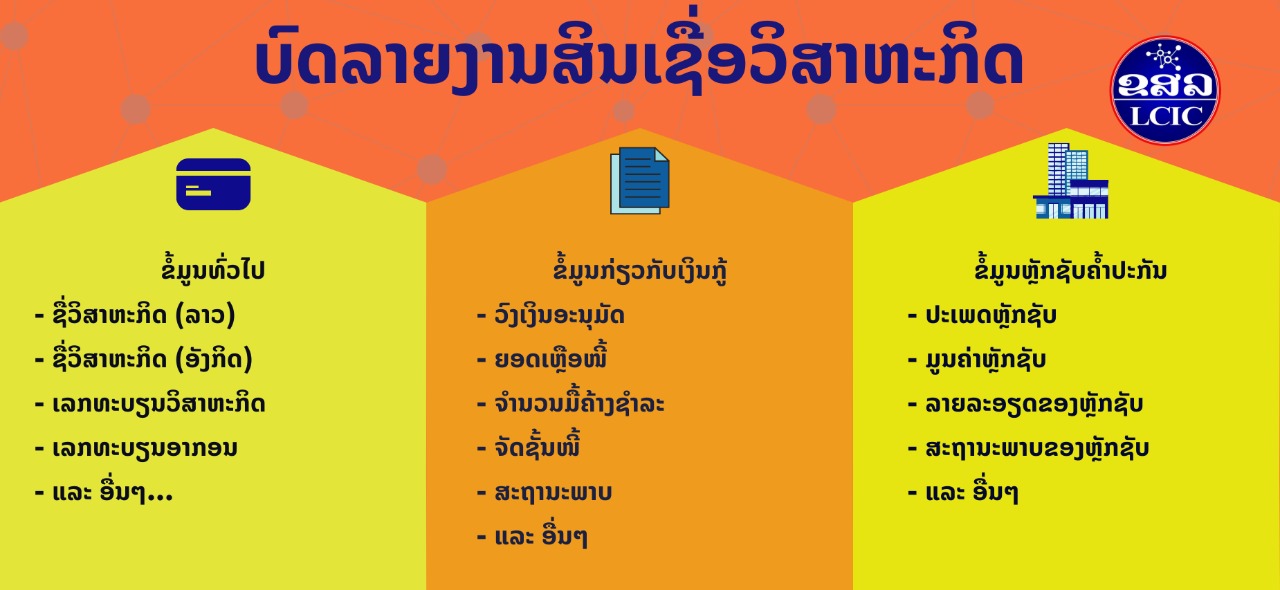 ບົດລາຍງານສິນເຊື່ອວິສາຫະກິດ
ຂສລ
LCIC
ຂໍ້ມູນທົ່ວໄປ
- ຊື່ວິສາຫະກິດ (ລາວ)
- ຊື່ວິສາຫະກິດ (ອັງກິດ)
- ເລກທະບຽນວິສາຫະກິດ
- ເລກທະບຽນອາກອນ
- ແລະ ອື່ນໆ...
ຂໍ້ມູນກ່ຽວກັບເງິນກູ້
- ວົງເງິນອະນຸມັດ
- ຍອດເຫຼືອໜີ້
- ຈຳນວນມື້ຄ້າງຊຳລະ
- ຈັດຊັ້ນໜີ້
- ສະຖານະພາບ
- ແລະ ອື່ນໆ
ຂໍ້ມູນຫຼັກຊັບຄ້ຳປະກັນ
- ປະເພດຫຼັກຊັບ
- ມູນຄ່າຫຼັກຊັບ
- ລາຍລະອຽດຂອງຫຼັກຊັບ
- ສະຖານະພາບຂອງຫຼັກຊັບ
- ແລະ ອື່ນໆ